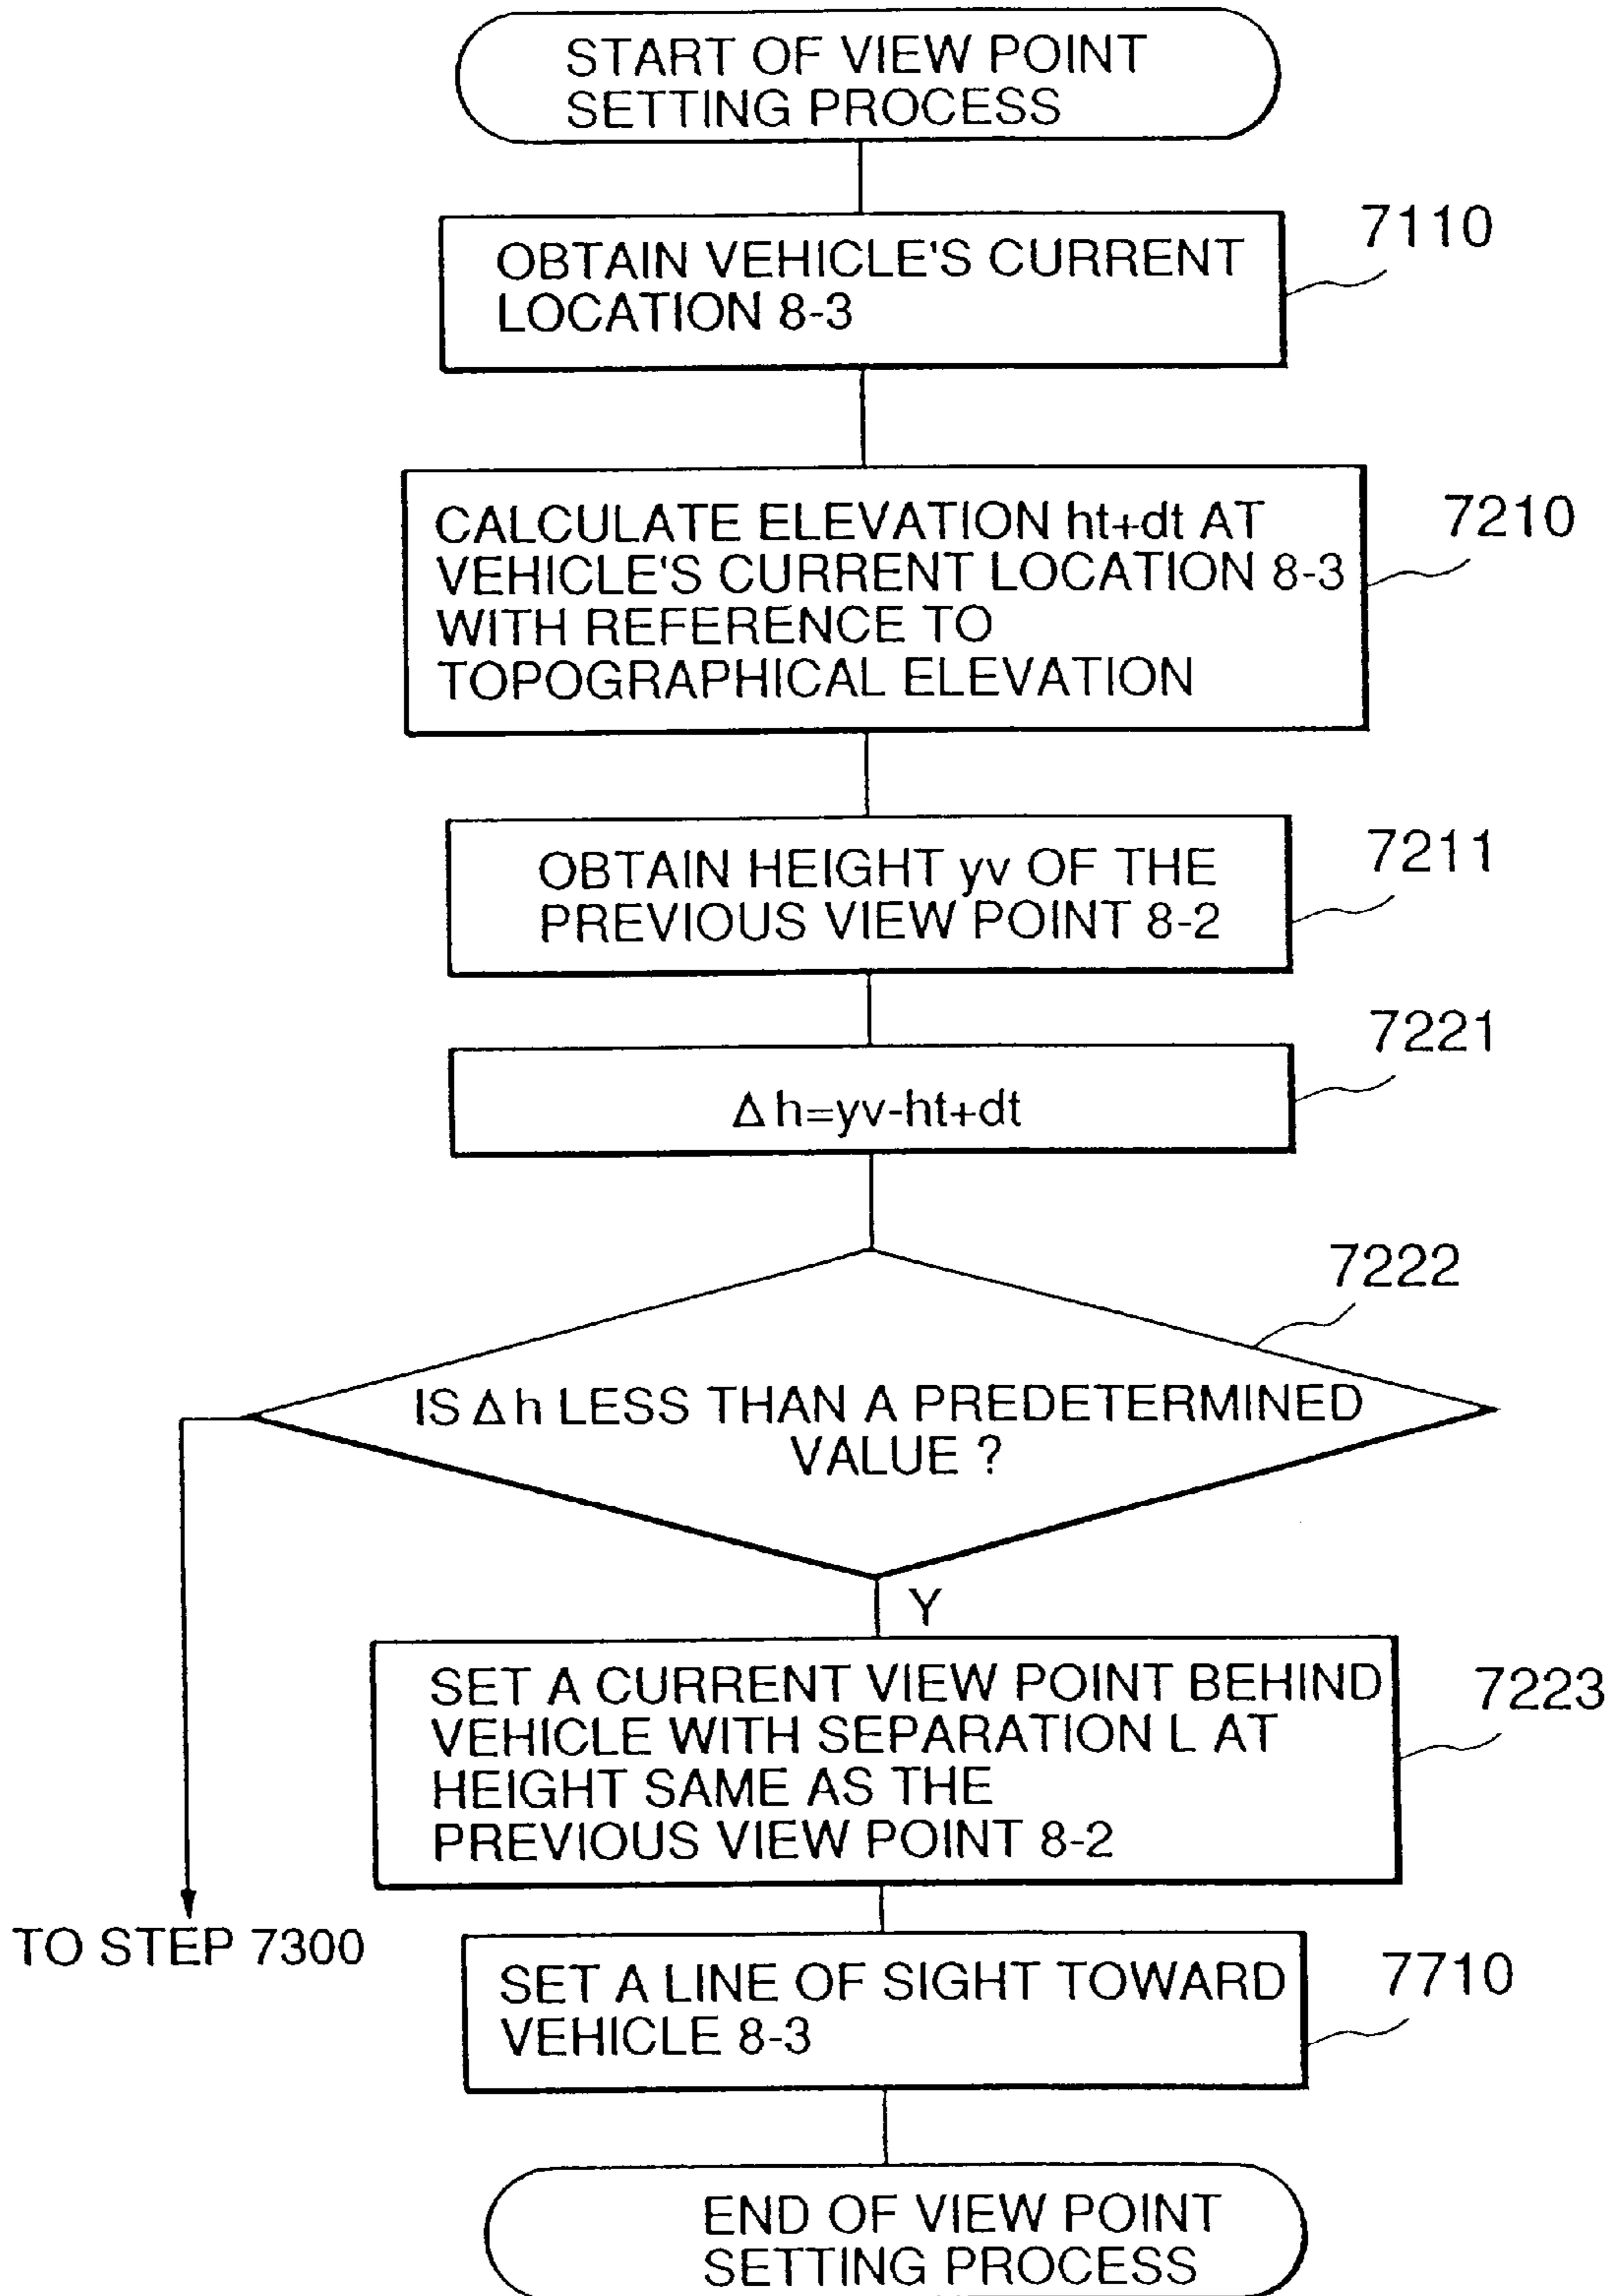 START OF VIEW POINT
SETTING PROCESS
7110
OBTAIN VEHICLE'S CURRENT
LOCATION 8-3
7210
CALCULATE ELEVATION ht+dt AT
VEHICLE'S CURRENT LOCATION 8-3
WITH REFERENCE TO
TOPOGRAPHICAL ELEVATION
7211
OBTAIN HEIGHT yv OF THE
PREVIOUS VIEW POINT 8-2
7221
Δh=yv-ht+dt
7222
IS Δh LESS THAN A PREDETERMINED
VALUE ?
Y
7223
SET A CURRENT VIEW POINT BEHIND
VEHICLE WITH SEPARATION L AT
HEIGHT SAME AS THE
PREVIOUS VIEW POINT 8-2
TO STEP 7300
7710
SET A LINE OF SIGHT TOWARD
VEHICLE 8-3
END OF VIEW POINT
SETTING PROCESS